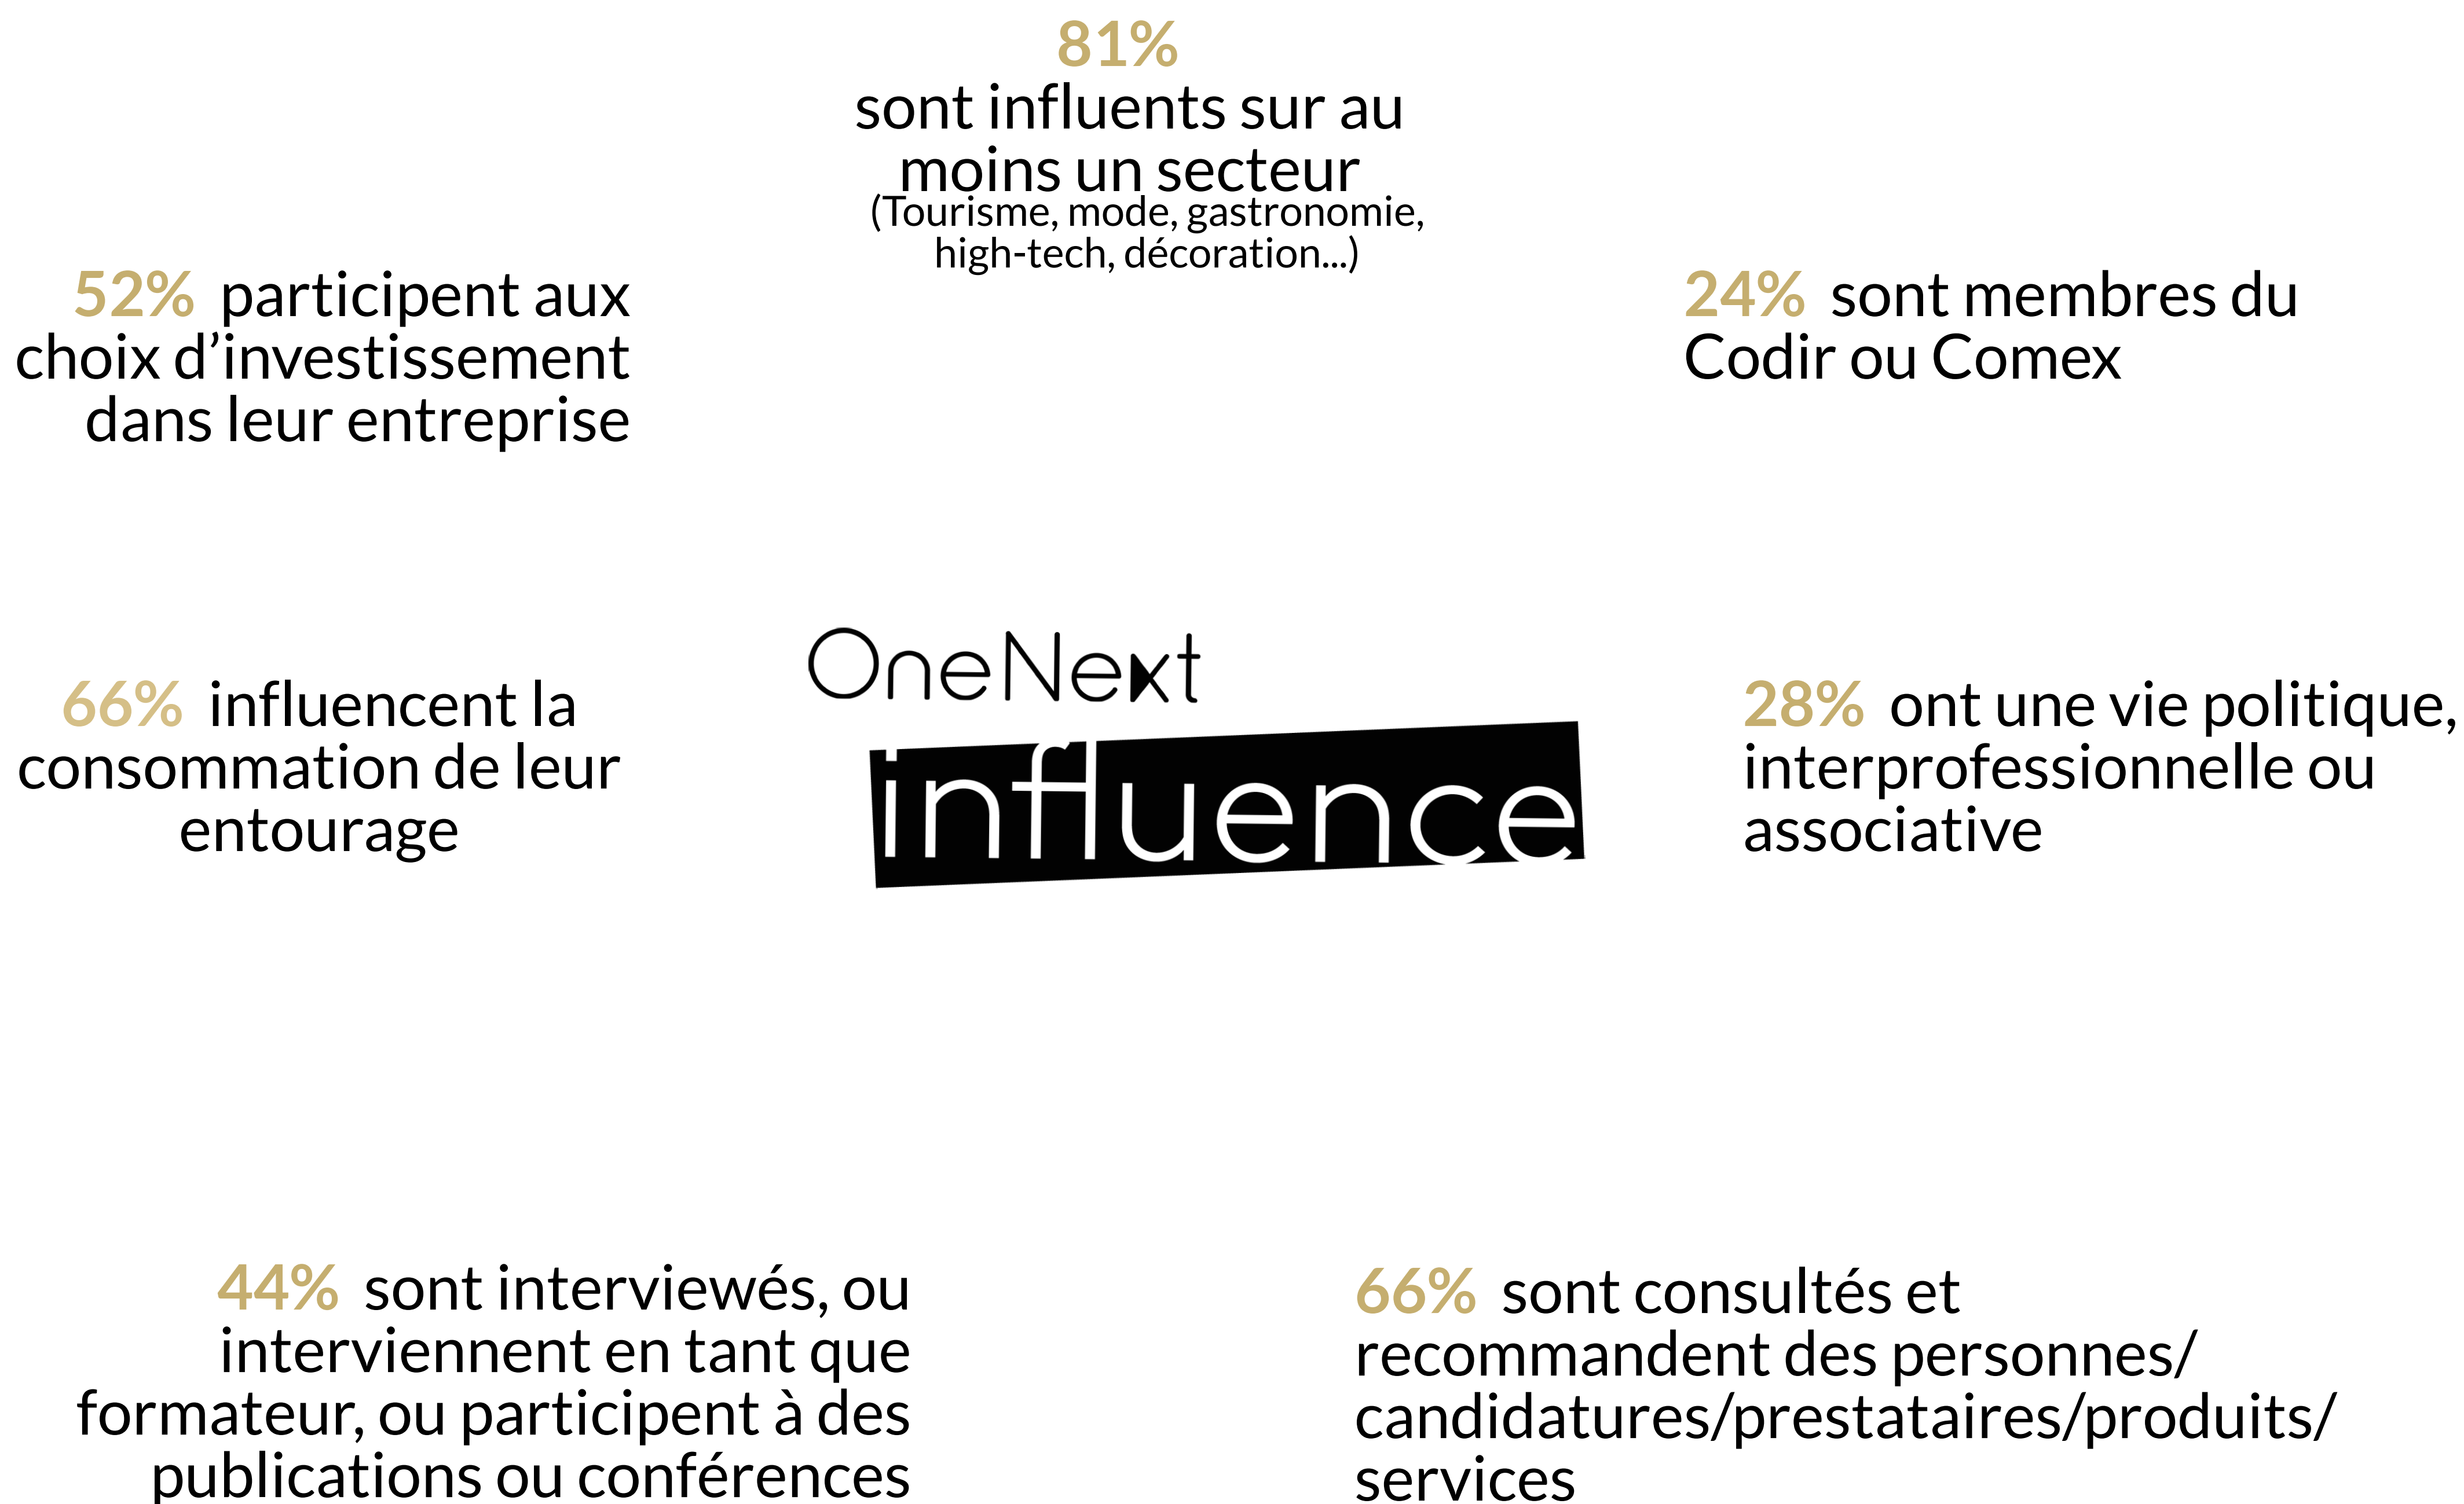 81%
sont influents sur au
moins un secteur
(Tourisme, mode, gastronomie,
high-tech, décoration...)
52% participent aux
choix d’investissement
dans leur entreprise
24% sont membres du
Codir ou Comex
66% influencent la
consommation de leur
entourage
OneNext
influence
28% ont une vie politique,
interprofessionnelle ou
associative
44% sont interviewés, ou
interviennent en tant que
formateur, ou participent à des
publications ou conférences
66% sont consultés et
recommandent des personnes/
candidatures/prestataires/produits/
services